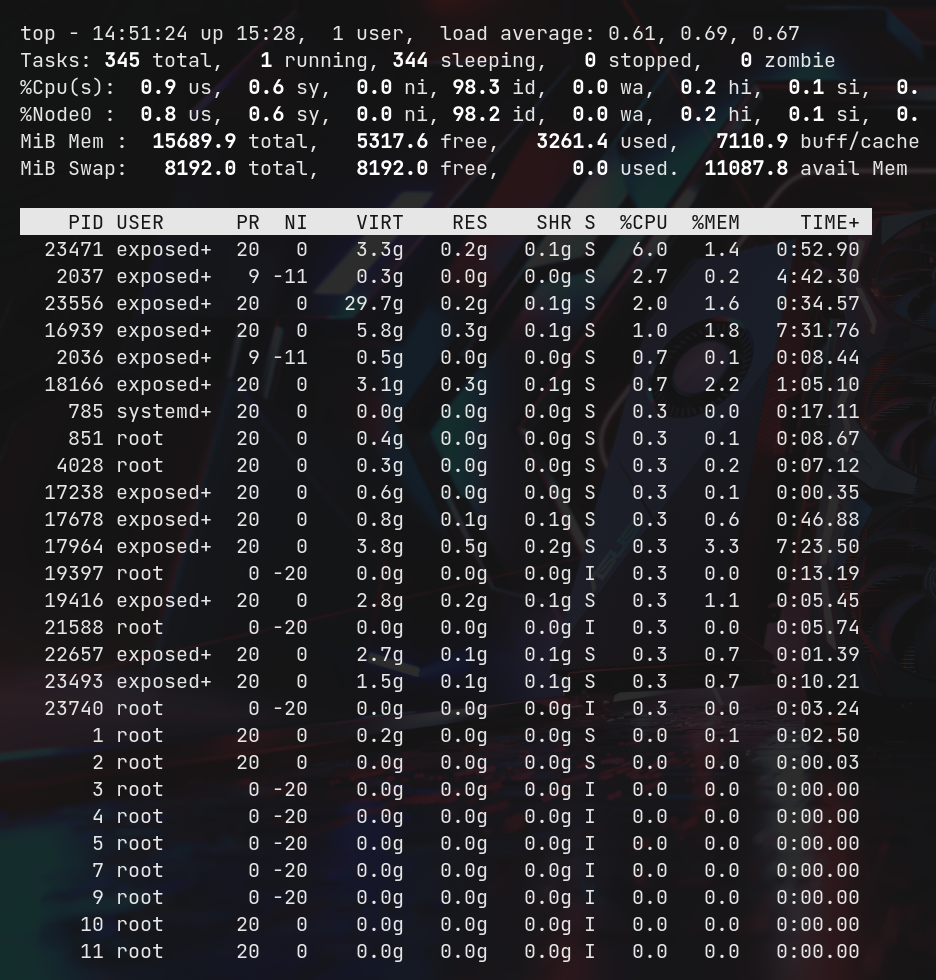 top - 14:51:24 up 15:28,  1 user,  load average: 0.61, 0.69, 0.67
Tasks: 345 total,   1 running, 344 sleeping,   0 stopped,   0 zombie
%Cpu(s):  0.9 us,  0.6 sy,  0.0 ni, 98.3 id,  0.0 wa,  0.2 hi,  0.1 si,  0.
%Node0 :  0.8 us,  0.6 sy,  0.0 ni, 98.2 id,  0.0 wa,  0.2 hi,  0.1 si,  0.
MiB Mem :  15689.9 total,   5317.6 free,   3261.4 used,   7110.9 buff/cache
MiB Swap:   8192.0 total,   8192.0 free,      0.0 used.  11087.8 avail Mem
    PID USER      PR  NI    VIRT    RES    SHR S  %CPU  %MEM     TIME+
  23471 exposed+  20   0    3.3g   0.2g   0.1g S   6.0   1.4   0:52.90
   2037 exposed+   9 -11    0.3g   0.0g   0.0g S   2.7   0.2   4:42.30
  23556 exposed+  20   0   29.7g   0.2g   0.1g S   2.0   1.6   0:34.57
  16939 exposed+  20   0    5.8g   0.3g   0.1g S   1.0   1.8   7:31.76
   2036 exposed+   9 -11    0.5g   0.0g   0.0g S   0.7   0.1   0:08.44
  18166 exposed+  20   0    3.1g   0.3g   0.1g S   0.7   2.2   1:05.10
    785 systemd+  20   0    0.0g   0.0g   0.0g S   0.3   0.0   0:17.11
    851 root      20   0    0.4g   0.0g   0.0g S   0.3   0.1   0:08.67
   4028 root      20   0    0.3g   0.0g   0.0g S   0.3   0.2   0:07.12
  17238 exposed+  20   0    0.6g   0.0g   0.0g S   0.3   0.1   0:00.35
  17678 exposed+  20   0    0.8g   0.1g   0.1g S   0.3   0.6   0:46.88
  17964 exposed+  20   0    3.8g   0.5g   0.2g S   0.3   3.3   7:23.50
  19397 root       0 -20    0.0g   0.0g   0.0g I   0.3   0.0   0:13.19
  19416 exposed+  20   0    2.8g   0.2g   0.1g S   0.3   1.1   0:05.45
  21588 root       0 -20    0.0g   0.0g   0.0g I   0.3   0.0   0:05.74
  22657 exposed+  20   0    2.7g   0.1g   0.1g S   0.3   0.7   0:01.39
  23493 exposed+  20   0    1.5g   0.1g   0.1g S   0.3   0.7   0:10.21
  23740 root       0 -20    0.0g   0.0g   0.0g I   0.3   0.0   0:03.24
      1 root      20   0    0.2g   0.0g   0.0g S   0.0   0.1   0:02.50
      2 root      20   0    0.0g   0.0g   0.0g S   0.0   0.0   0:00.03
      3 root       0 -20    0.0g   0.0g   0.0g I   0.0   0.0   0:00.00
      4 root       0 -20    0.0g   0.0g   0.0g I   0.0   0.0   0:00.00
      5 root       0 -20    0.0g   0.0g   0.0g I   0.0   0.0   0:00.00
      7 root       0 -20    0.0g   0.0g   0.0g I   0.0   0.0   0:00.00
      9 root       0 -20    0.0g   0.0g   0.0g I   0.0   0.0   0:00.00
     10 root      20   0    0.0g   0.0g   0.0g I   0.0   0.0   0:00.00
     11 root      20   0    0.0g   0.0g   0.0g I   0.0   0.0   0:00.00